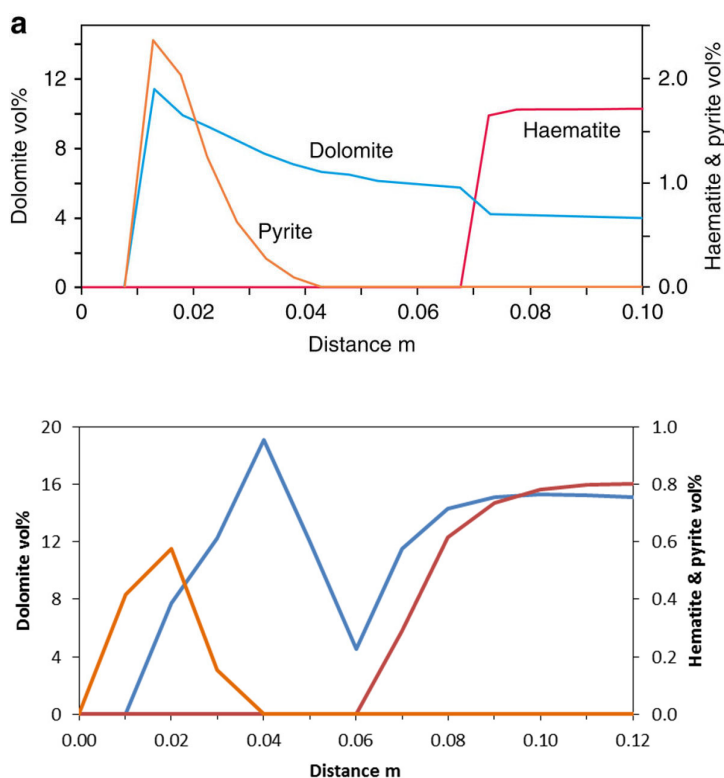 a
Dolomite vol%
12
8
4
0
Haematite & pyrite vol%
2.0
1.0
0.0
Dolomite
Haematite
Pyrite
0 0.02 0.04 0.06 0.08 0.10
Distance m
Dolomite vol%
20
16
12
8
4
0
Hematite & pyrite vol%
1.0
0.8
0.6
0.4
0.2
0.0
0.00 0.02 0.04 0.06 0.08 0.10 0.12
Distance m